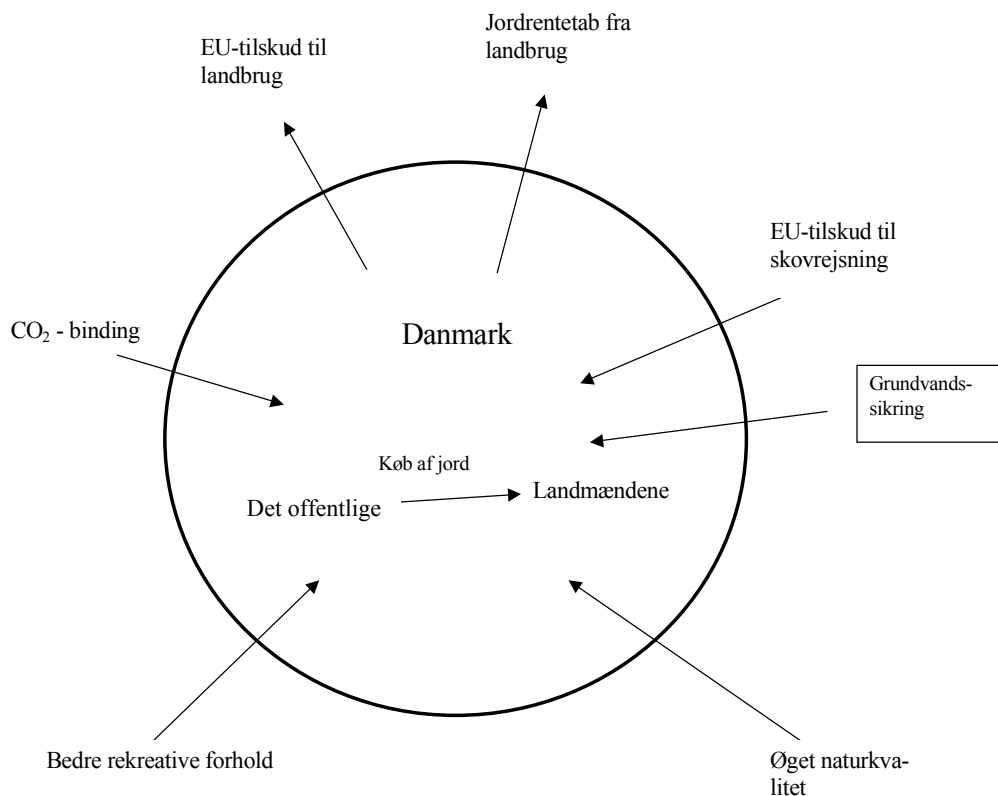 Jordrentetab fra
landbrug
EU-tilskud til
landbrug
EU-tilskud til
skovrejsning
CO₂ - binding
Danmark
Grundvands-
sikring
Køb af jord
Det offentlige
Landmændene
Bedre rekreative forhold
Øget naturkva-
litet